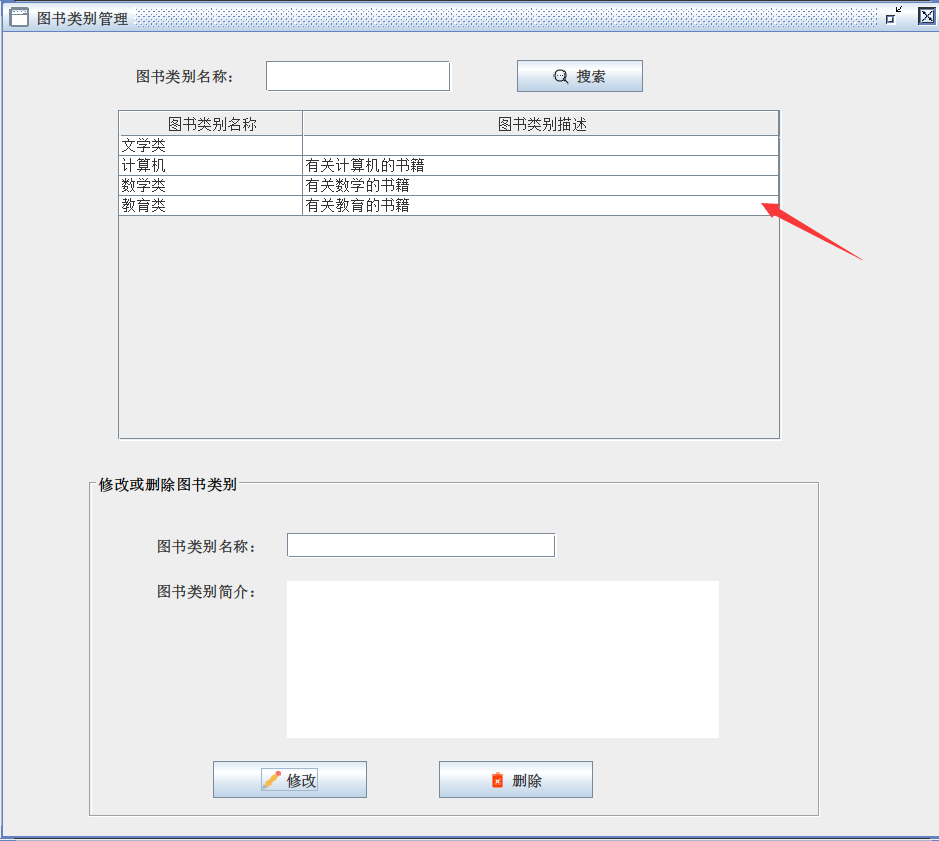 图书类别管理
图书类别名称： 搜索
图书类别名称 图书类别描述
文学类
计算机 有关计算机的书籍
数学类 有关数学的书籍
教育类 有关教育的书籍
修改或删除图书类别
图书类别名称：
图书类别简介：
修改 删除